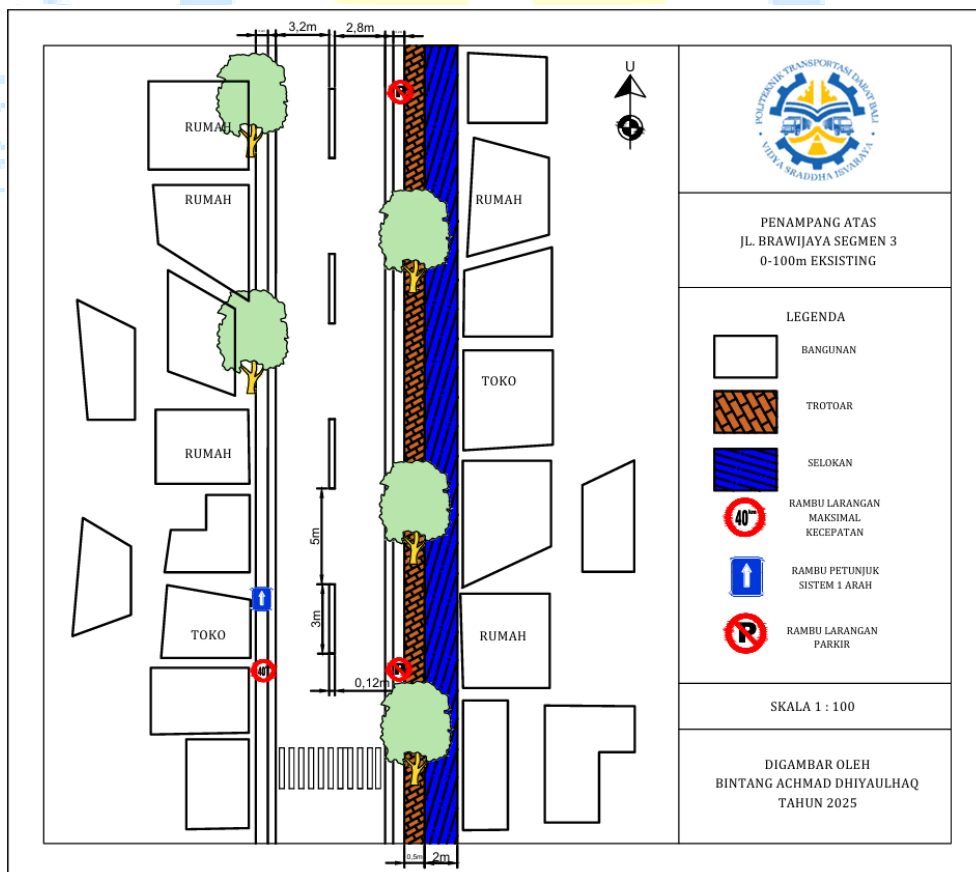 3,2m
2,8m
U
RUMAH
RUMAH
RUMAH
TOKO
RUMAH
5m
3m
TOKO
RUMAH
40
0,12m
0,5m
2m
POLITEKNIK TRANSPORTASI DARAT BALI
VIDYA SRADDHA ISVARAYA
PENAMPANG ATAS
JL. BRAWIJAYA SEGMEN 3
0-100m EKSISTING
LEGENDA
BANGUNAN
TROTOAR
SELOKAN
40km
RAMBU LARANGAN
MAKSIMAL
KECEPATAN
RAMBU PETUNJUK
SISTEM 1 ARAH
P
RAMBU LARANGAN
PARKIR
SKALA 1 : 100
DIGAMBAR OLEH
BINTANG ACHMAD DHIYAULHAQ
TAHUN 2025